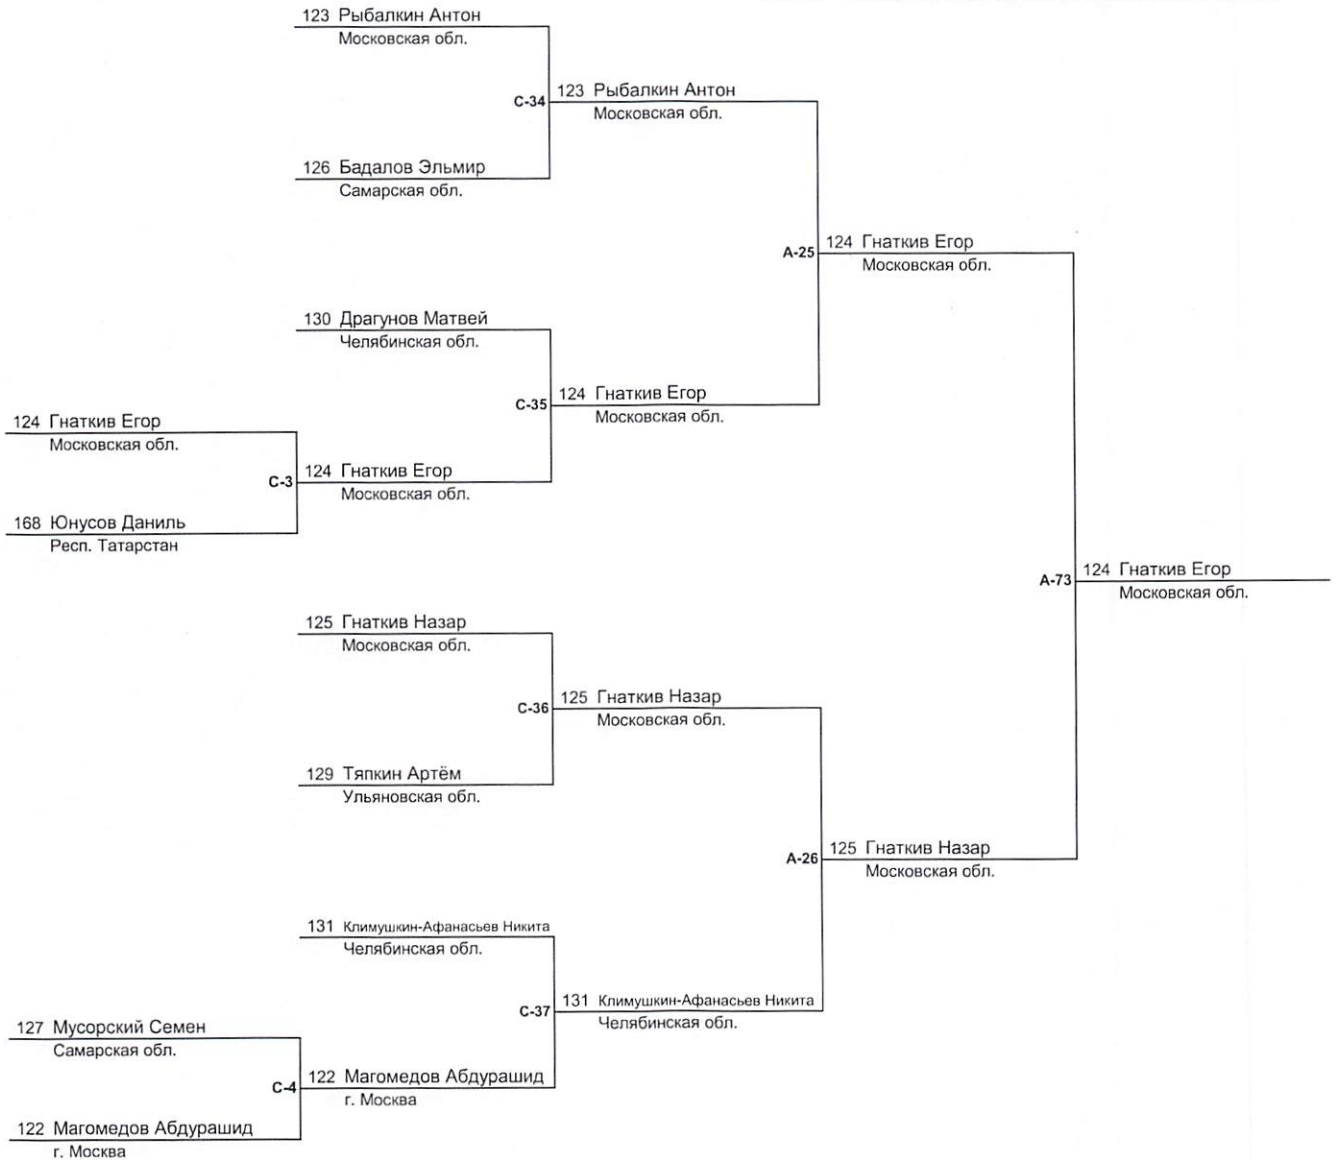 123 Рыбалкин Антон
Московская обл.
С-34
123 Рыбалкин Антон
Московская обл.
126 Бадалов Эльмир
Самарская обл.
А-25
124 Гнаткив Егор
Московская обл.
130 Драгунов Матвей
Челябинская обл.
С-35
124 Гнаткив Егор
Московская обл.
124 Гнаткив Егор
Московская обл.
С-3
124 Гнаткив Егор
Московская обл.
168 Юнусов Даниль
Респ. Татарстан
А-73
124 Гнаткив Егор
Московская обл.
125 Гнаткив Назар
Московская обл.
С-36
125 Гнаткив Назар
Московская обл.
129 Тяпкин Артём
Ульяновская обл.
А-26
125 Гнаткив Назар
Московская обл.
131 Климушкин-Афанасьев Никита
Челябинская обл.
С-37
131 Климушкин-Афанасьев Никита
Челябинская обл.
127 Мусорский Семен
Самарская обл.
С-4
122 Магомедов Абдурашид
г. Москва
122 Магомедов Абдурашид
г. Москва